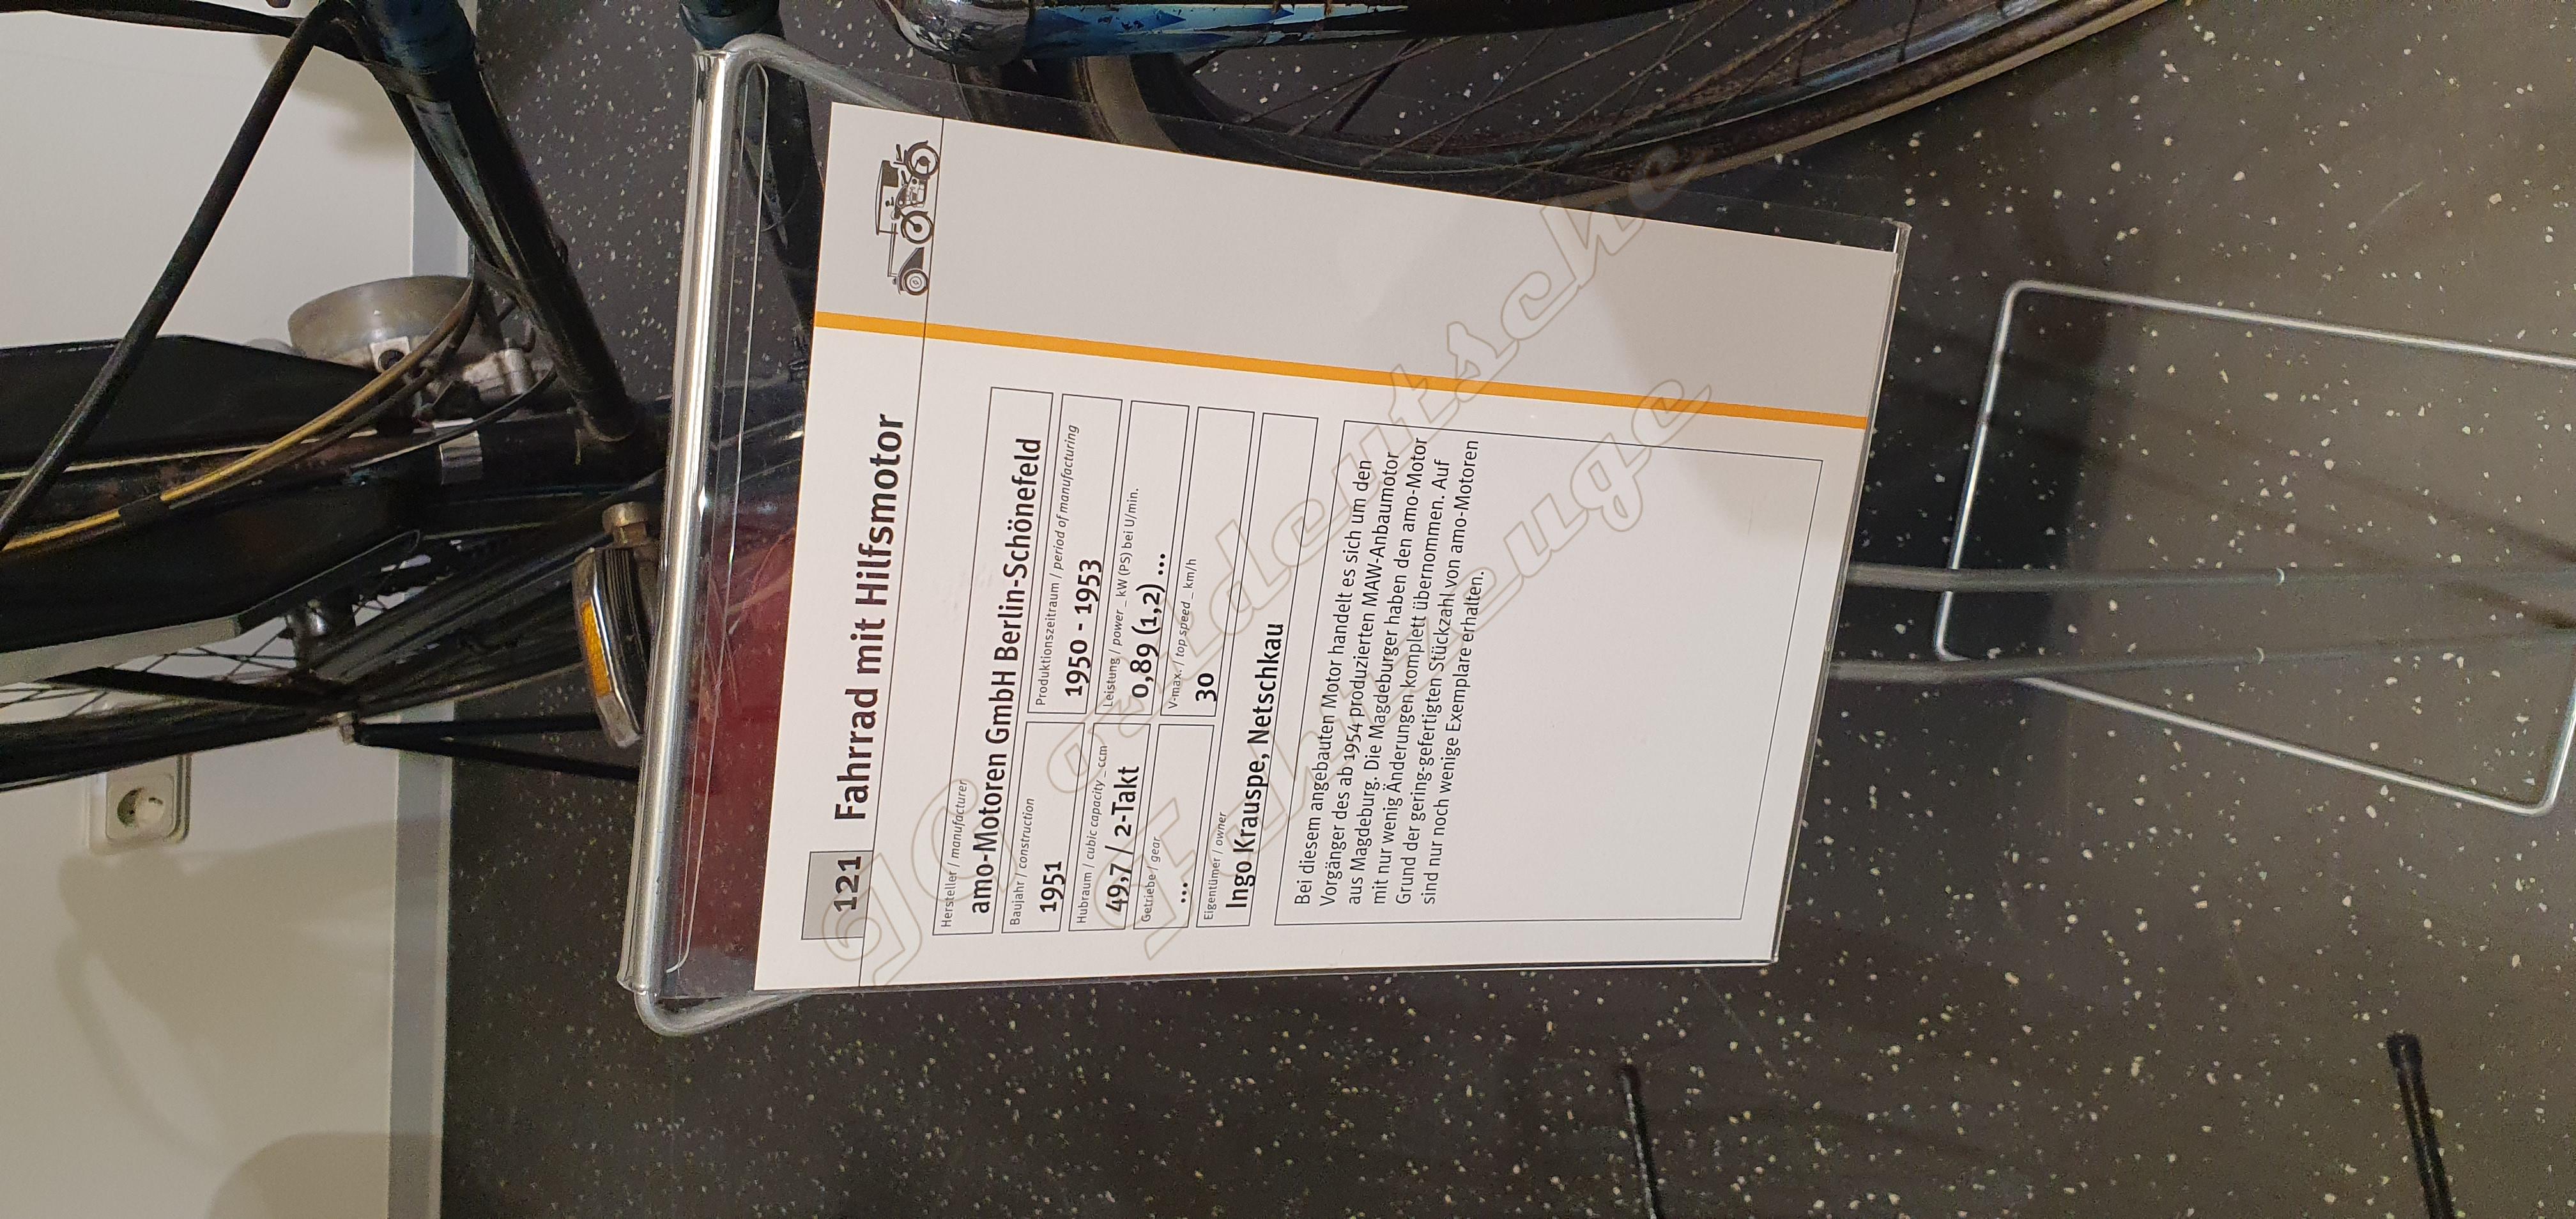 121 Fahrrad mit Hilfsmotor
Hersteller / manufacturer
amo-Motoren GmbH Berlin-Schönefeld
Baujahr / construction
1951
Produktionszeitraum / period of manufacturing
1950 - 1953
Hubraum / cubic capacity _ ccm
49,7 / 2-Takt
Leistung / power _ kW (PS) bei U/min.
0,89 (1,2) ...
Getriebe / gear
...
V-max. / top speed _ km/h
30
Eigentümer / owner
Ingo Krauspe, Netschkau
Bei diesem angebauten Motor handelt es sich um den
Vorgänger des ab 1954 produzierten MAW-Anbaumotor
aus Magdeburg. Die Magdeburger haben den amo-Motor
mit nur wenig Änderungen komplett übernommen. Auf
Grund der gering-gefertigten Stückzahl von amo-Motoren
sind nur noch wenige Exemplare erhalten.
IG ostdeutsche
Fahrzeuge